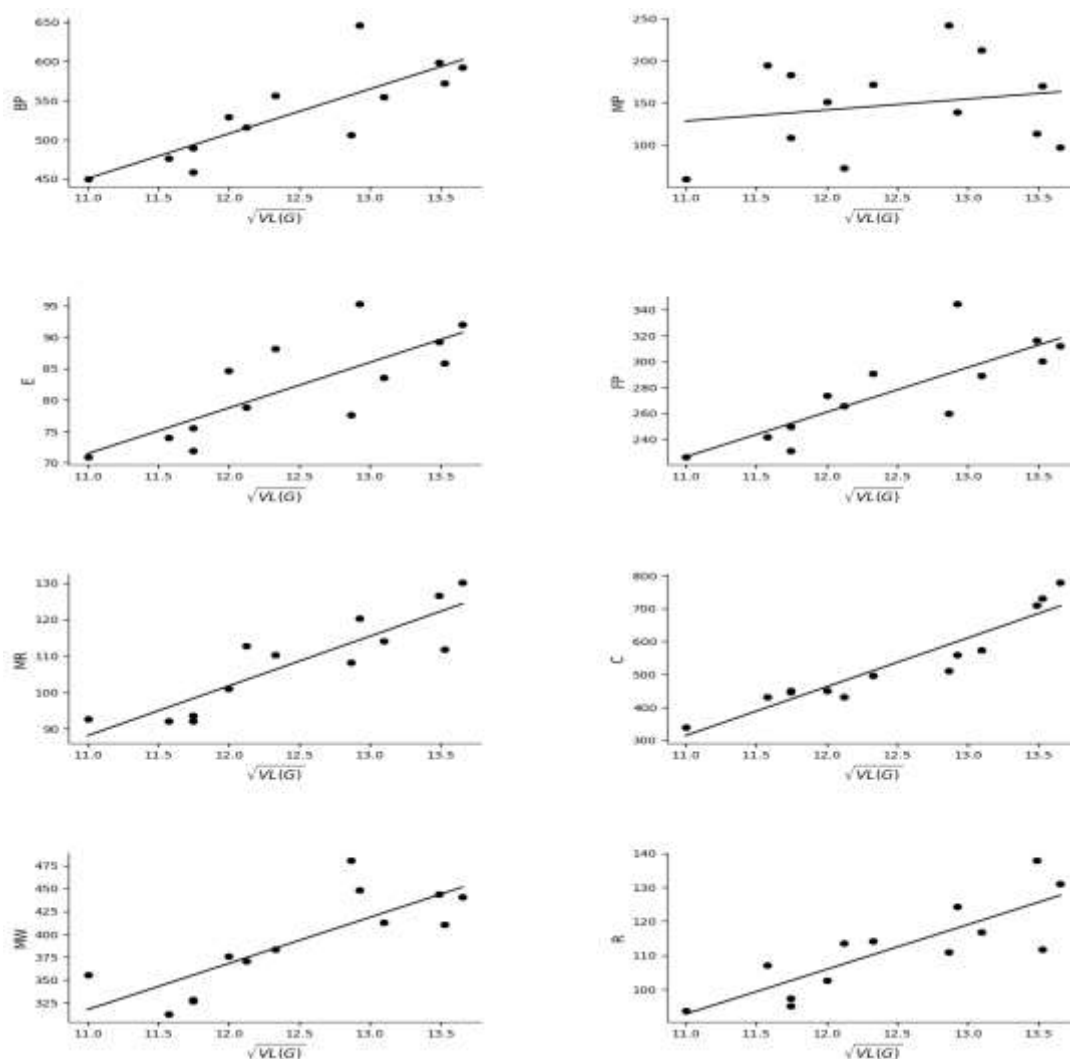 650
600
550
500
450
BP
11.0 11.5 12.0 12.5 13.0 13.5
√VL(G)
250
200
150
100
MP
11.0 11.5 12.0 12.5 13.0 13.5
√VL(G)
95
90
85
80
75
70
E
11.0 11.5 12.0 12.5 13.0 13.5
√VL(G)
340
320
300
280
260
240
FP
11.0 11.5 12.0 12.5 13.0 13.5
√VL(G)
130
120
110
100
90
MR
11.0 11.5 12.0 12.5 13.0 13.5
√VL(G)
800
700
600
500
400
300
C
11.0 11.5 12.0 12.5 13.0 13.5
√VL(G)
475
450
425
400
375
350
325
MW
11.0 11.5 12.0 12.5 13.0 13.5
√VL(G)
140
130
120
110
100
R
11.0 11.5 12.0 12.5 13.0 13.5
√VL(G)